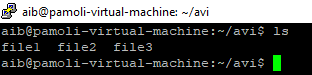 aib@pamoli-virtual-machine: ~/avi
aib@pamoli-virtual-machine:~/avi$ ls
file1  file2  file3
aib@pamoli-virtual-machine:~/avi$